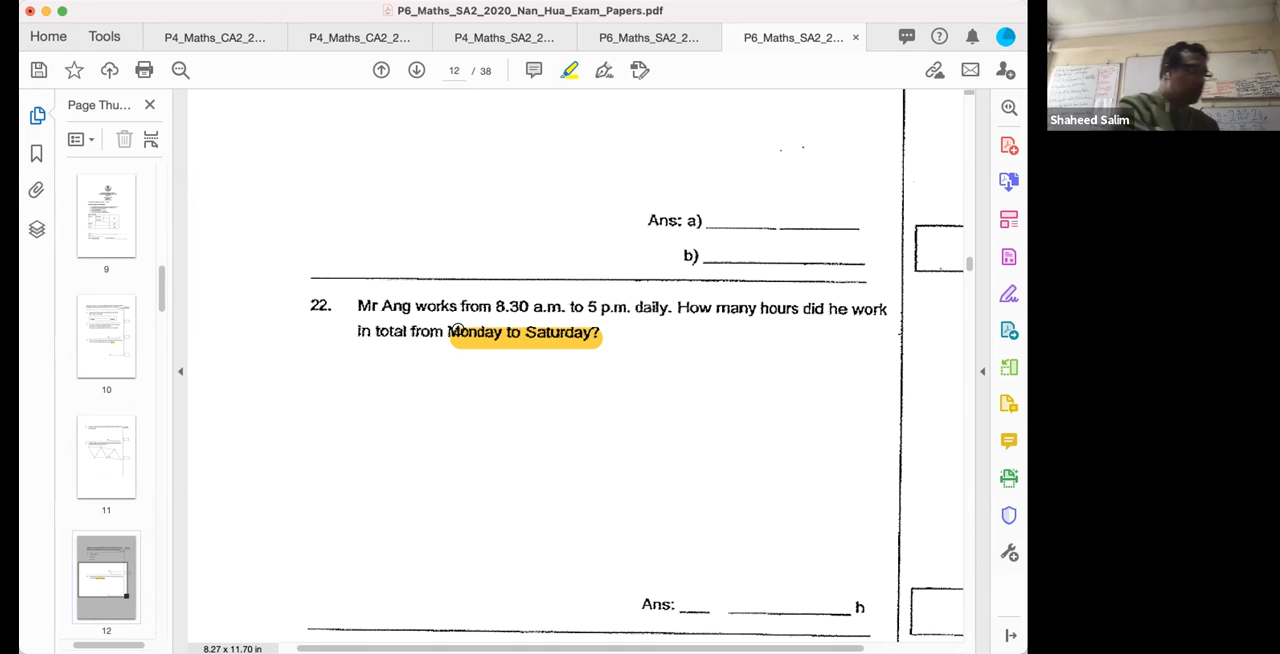 P6_Maths_SA2_2020_Nan_Hua_Exam_Papers.pdf
Home
Tools
P4_Maths_CA2_2...
P4_Maths_CA2_2...
P4_Maths_SA2_2...
P6_Maths_SA2_2...
P6_Maths_SA2_2... ×
12 / 38
Page Thu...
9
10
11
12
Ans: a)
b)
22. Mr Ang works from 8.30 a.m. to 5 p.m. daily. How many hours did he work
in total from Monday to Saturday?
Ans: h
8.27 x 11.70 in
Shaheed Salim